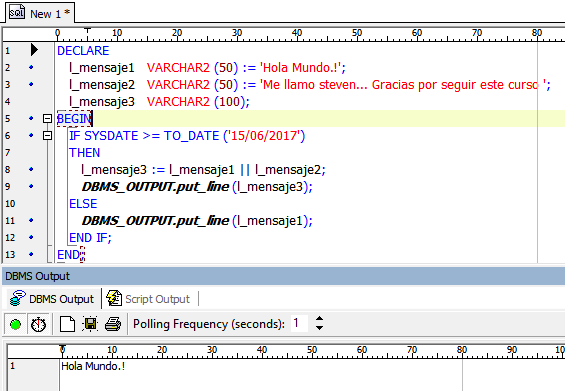 SQL New 1 *
0 10 20 30 40 50 60 70 80
1 DECLARE
2 l_mensaje1 VARCHAR2 (50) := 'Hola Mundo.!';
3 l_mensaje2 VARCHAR2 (50) := 'Me llamo steven... Gracias por seguir este curso ';
4 l_mensaje3 VARCHAR2 (100);
5 BEGIN
6 IF SYSDATE >= TO_DATE ('15/06/2017')
7 THEN
8 l_mensaje3 := l_mensaje1 || l_mensaje2;
9 DBMS_OUTPUT.put_line (l_mensaje3);
10 ELSE
11 DBMS_OUTPUT.put_line (l_mensaje1);
12 END IF;
13 END;
DBMS Output
DBMS Output Script Output
Polling Frequency (seconds): 1
0 10 20 30 40 50 60 70 80 90 10
1 Hola Mundo.!